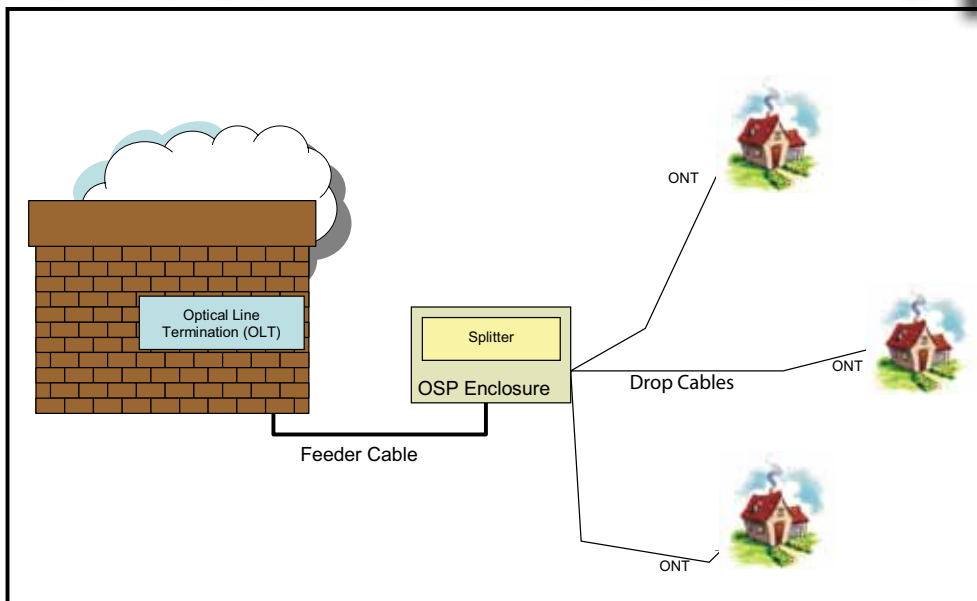 ONT
Optical Line
Termination (OLT)
Splitter
OSP Enclosure
ONT
Drop Cables
Feeder Cable
ONT